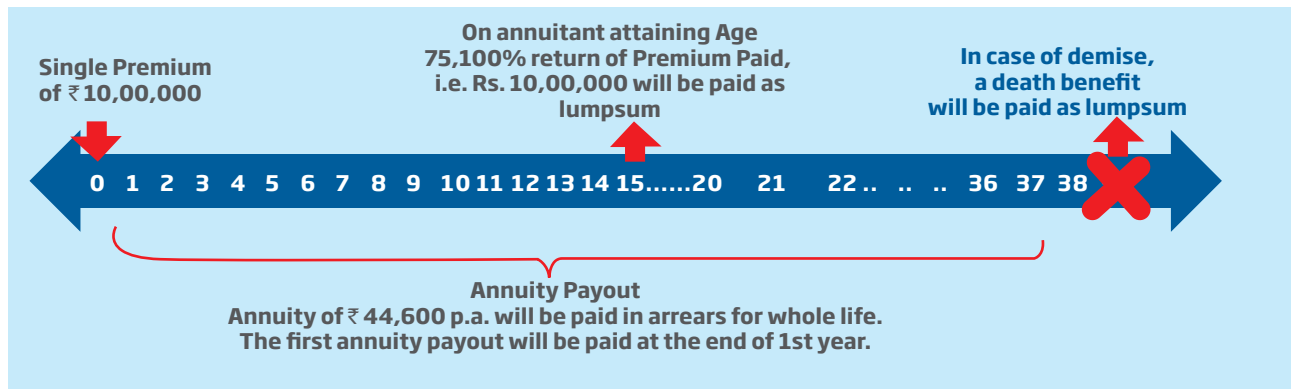 Single Premium
of ₹ 10,00,000
On annuitant attaining Age
75,100% return of Premium Paid,
i.e. Rs. 10,00,000 will be paid as
lumpsum
In case of demise,
a death benefit
will be paid as lumpsum
0 1 2 3 4 5 6 7 8 9 10 11 12 13 14 15......20 21 22 .. .. .. 36 37 38
Annuity Payout
Annuity of ₹ 44,600 p.a. will be paid in arrears for whole life.
The first annuity payout will be paid at the end of 1st year.